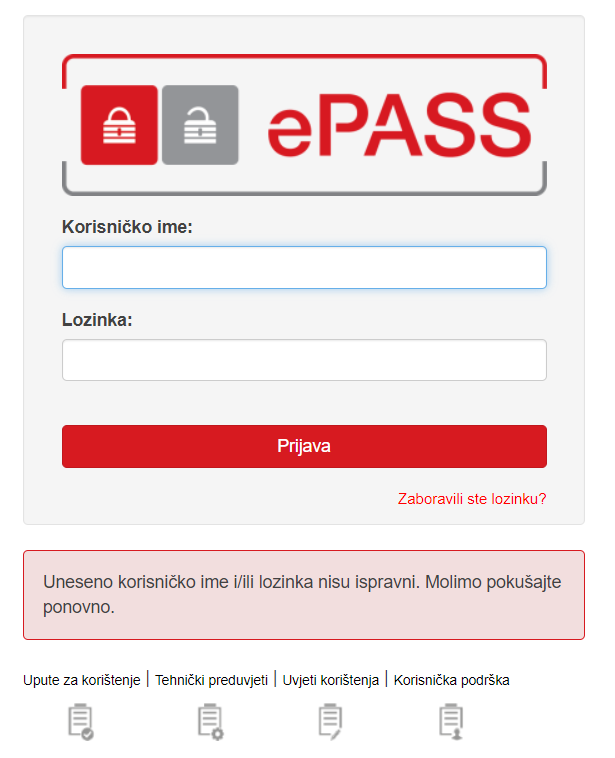 ePASS
Korisničko ime:
Lozinka:
Prijava
Zaboravili ste lozinku?
Uneseno korisničko ime i/ili lozinka nisu ispravni. Molimo pokušajte
ponovno.
Upute za korištenje | Tehnički preduvjeti | Uvjeti korištenja | Korisnička podrška